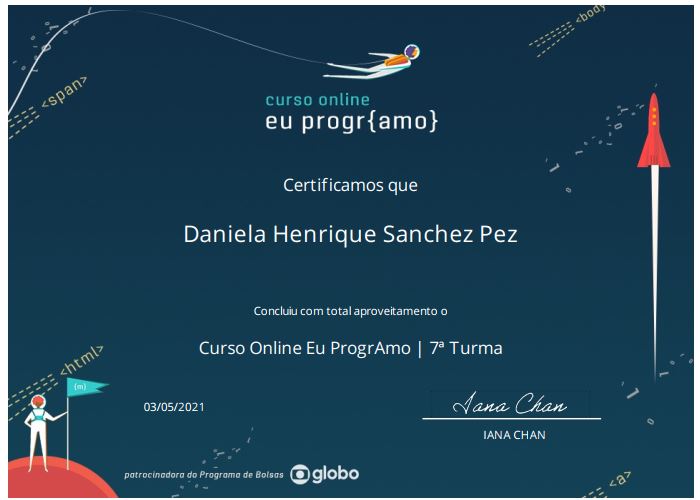 <body>
<span>
curso online
eu progr{amo}
Certificamos que
Daniela Henrique Sanchez Pez
Concluiu com total aproveitamento o
Curso Online Eu ProgrAmo | 7ª Turma
<html>
{m}
03/05/2021
Iana Chan
IANA CHAN
patrocinadora do Programa de Bolsas globo
<a>